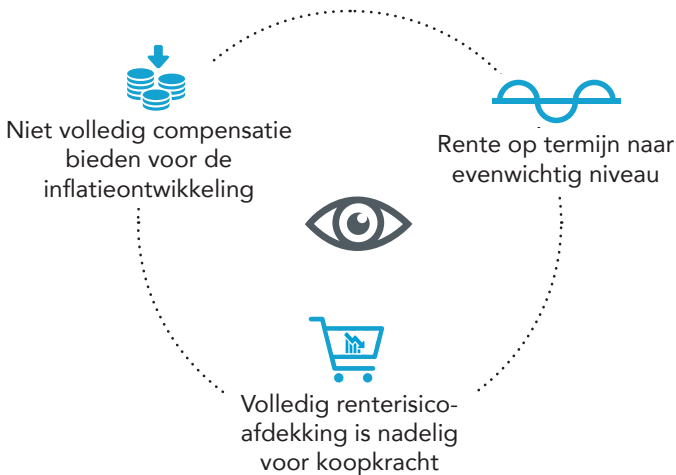 Niet volledig compensatie
bieden voor de
inflatieontwikkeling
Rente op termijn naar
evenwichtig niveau
Volledig renterisico-
afdekking is nadelig
voor koopkracht